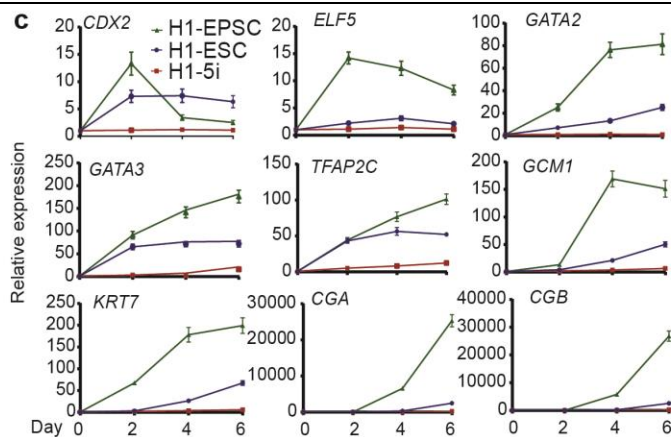 c
CDX2
ELF5
GATA2
H1-EPSC
H1-ESC
H1-5i
20
15
10
5
0
20
15
10
5
0
100
80
60
40
20
0
GATA3
TFAP2C
GCM1
250
200
150
100
50
0
150
100
50
0
200
150
100
50
0
KRT7
CGA
CGB
250
200
150
100
50
0
30000
20000
10000
0
40000
30000
20000
10000
0
Relative expression
Day 0 2 4 6
0 2 4 6
0 2 4 6